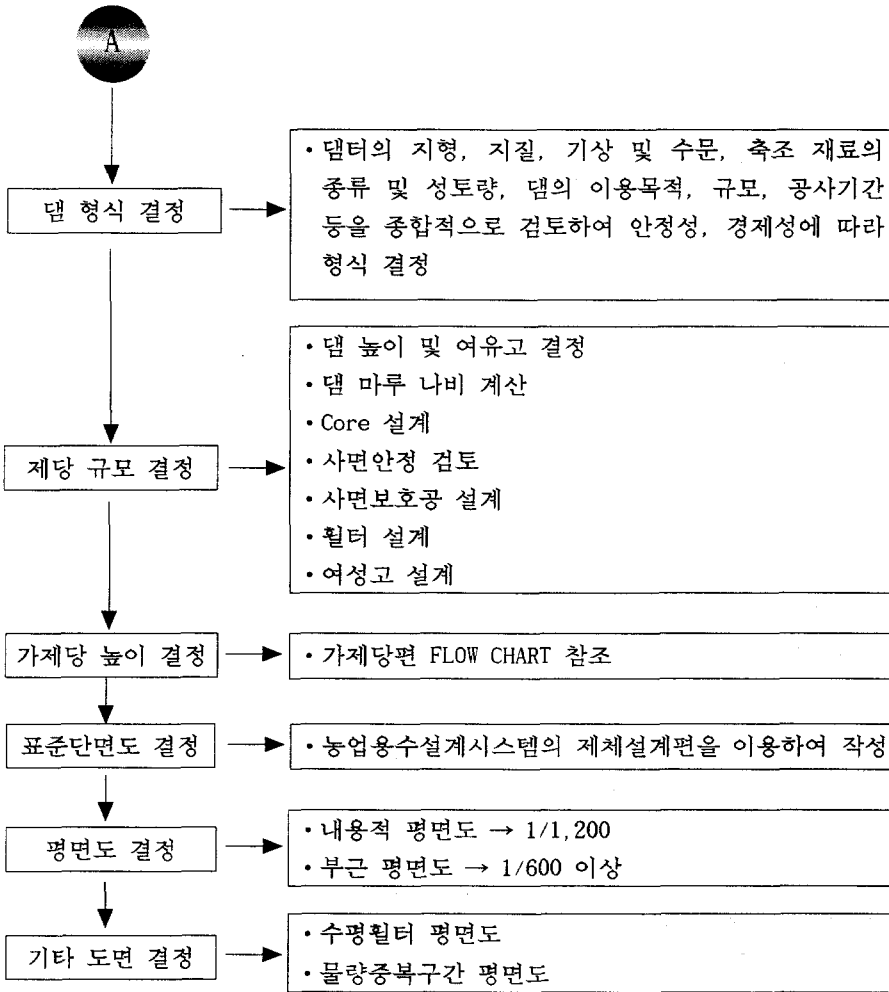 A
댐 형식 결정
・댐터의 지형, 지질, 기상 및 수문, 축조 재료의
종류 및 성토량, 댐의 이용목적, 규모, 공사기간
등을 종합적으로 검토하여 안정성, 경제성에 따라
형식 결정
제당 규모 결정
・댐 높이 및 여유고 결정
・댐 마루 나비 계산
・Core 설계
・사면안정 검토
・사면보호공 설계
・휠터 설계
・여성고 설계
가제당 높이 결정
・가제당편 FLOW CHART 참조
표준단면도 결정
・농업용수설계시스템의 제체설계편을 이용하여 작성
평면도 결정
・내용적 평면도 → 1/1,200
・부근 평면도 → 1/600 이상
기타 도면 결정
・수평휠터 평면도
・물량중복구간 평면도